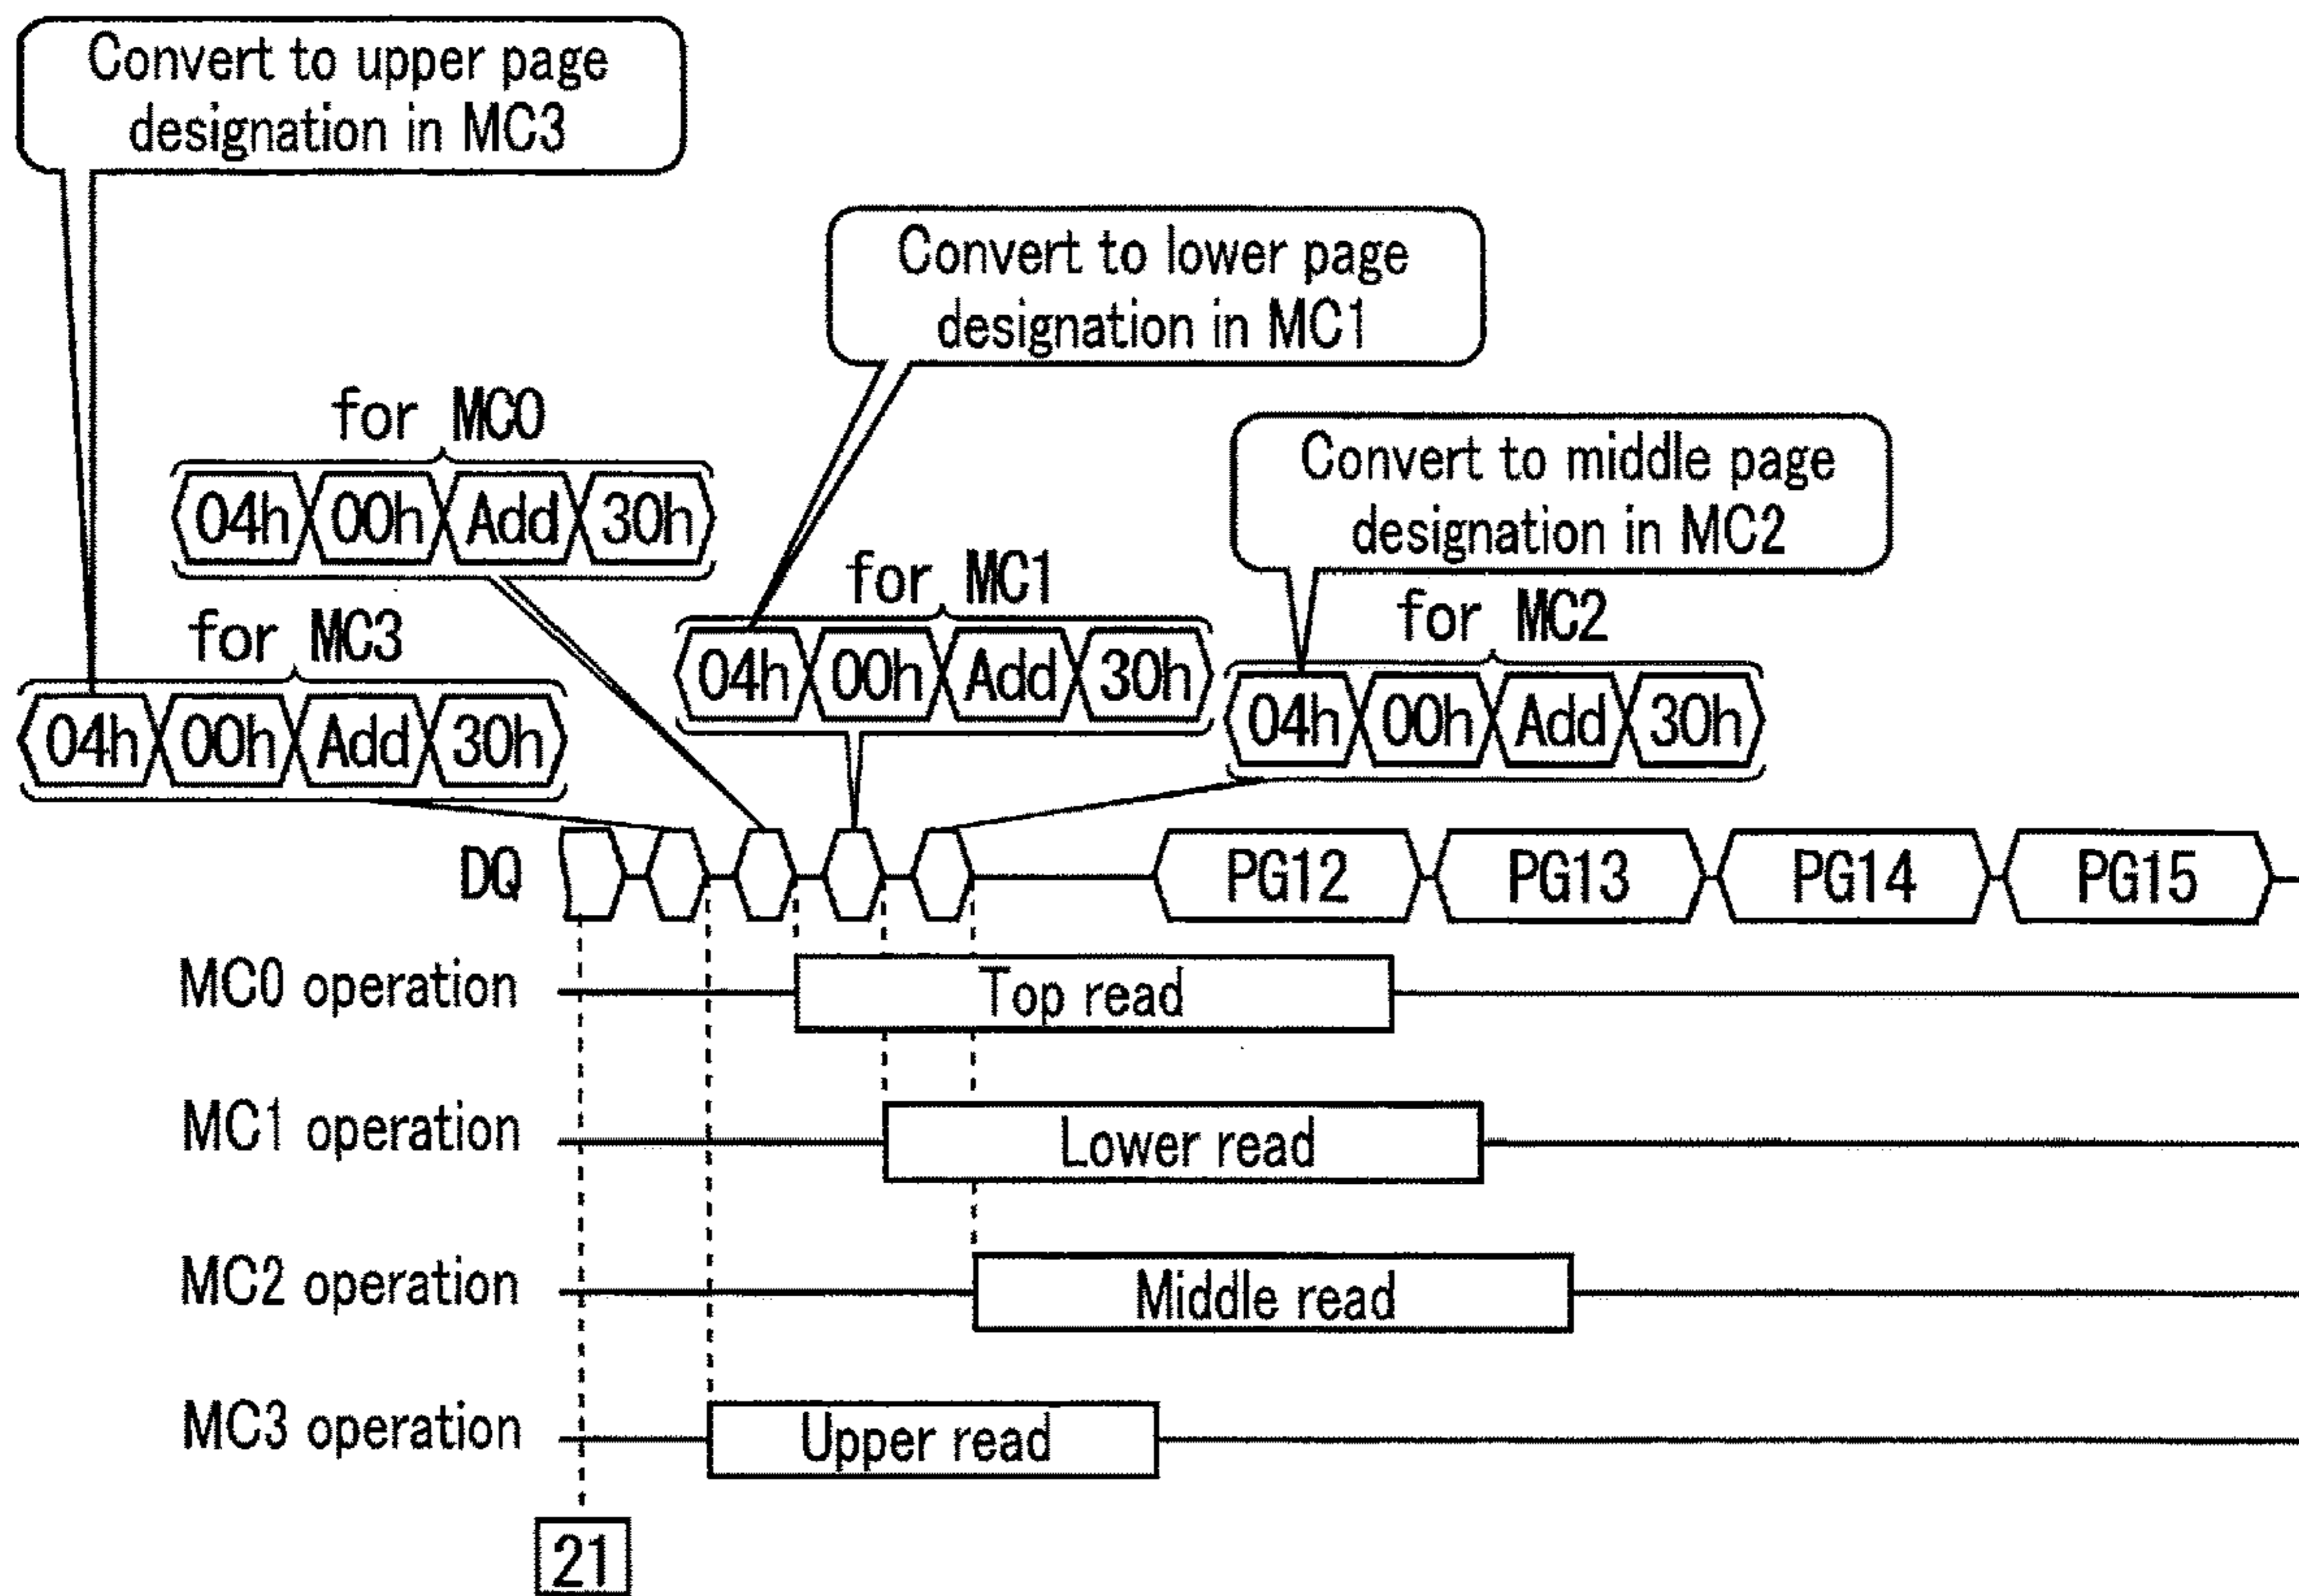 Convert to upper page
designation in MC3
Convert to lower page
designation in MC1
for MC0
04h 00h Add 30h
Convert to middle page
designation in MC2
for MC1
04h 00h Add 30h
for MC2
04h 00h Add 30h
for MC3
04h 00h Add 30h
DQ PG12 PG13 PG14 PG15
MC0 operation Top read
MC1 operation Lower read
MC2 operation Middle read
MC3 operation Upper read
21